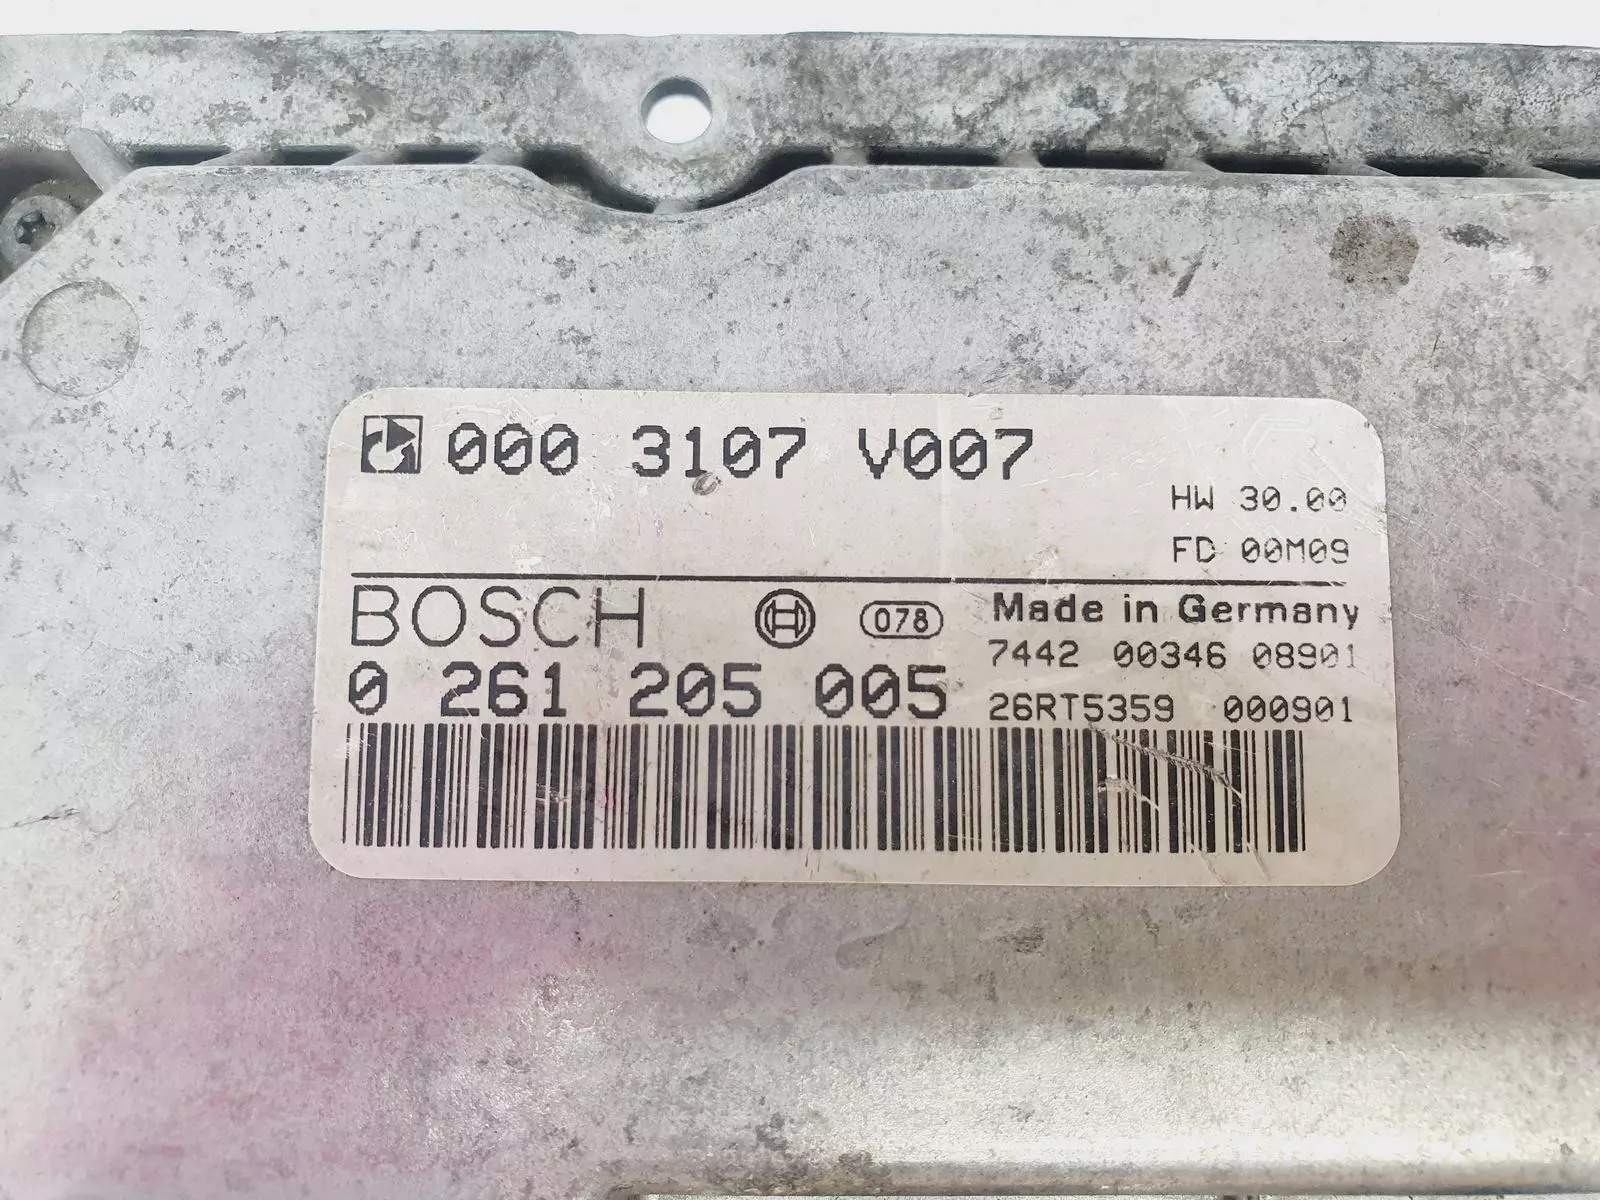 000 3107 V007
HW 30.00
FD 00M09
BOSCH 078 Made in Germany
7442 00346 08901
0 261 205 005 26RT5359 000901